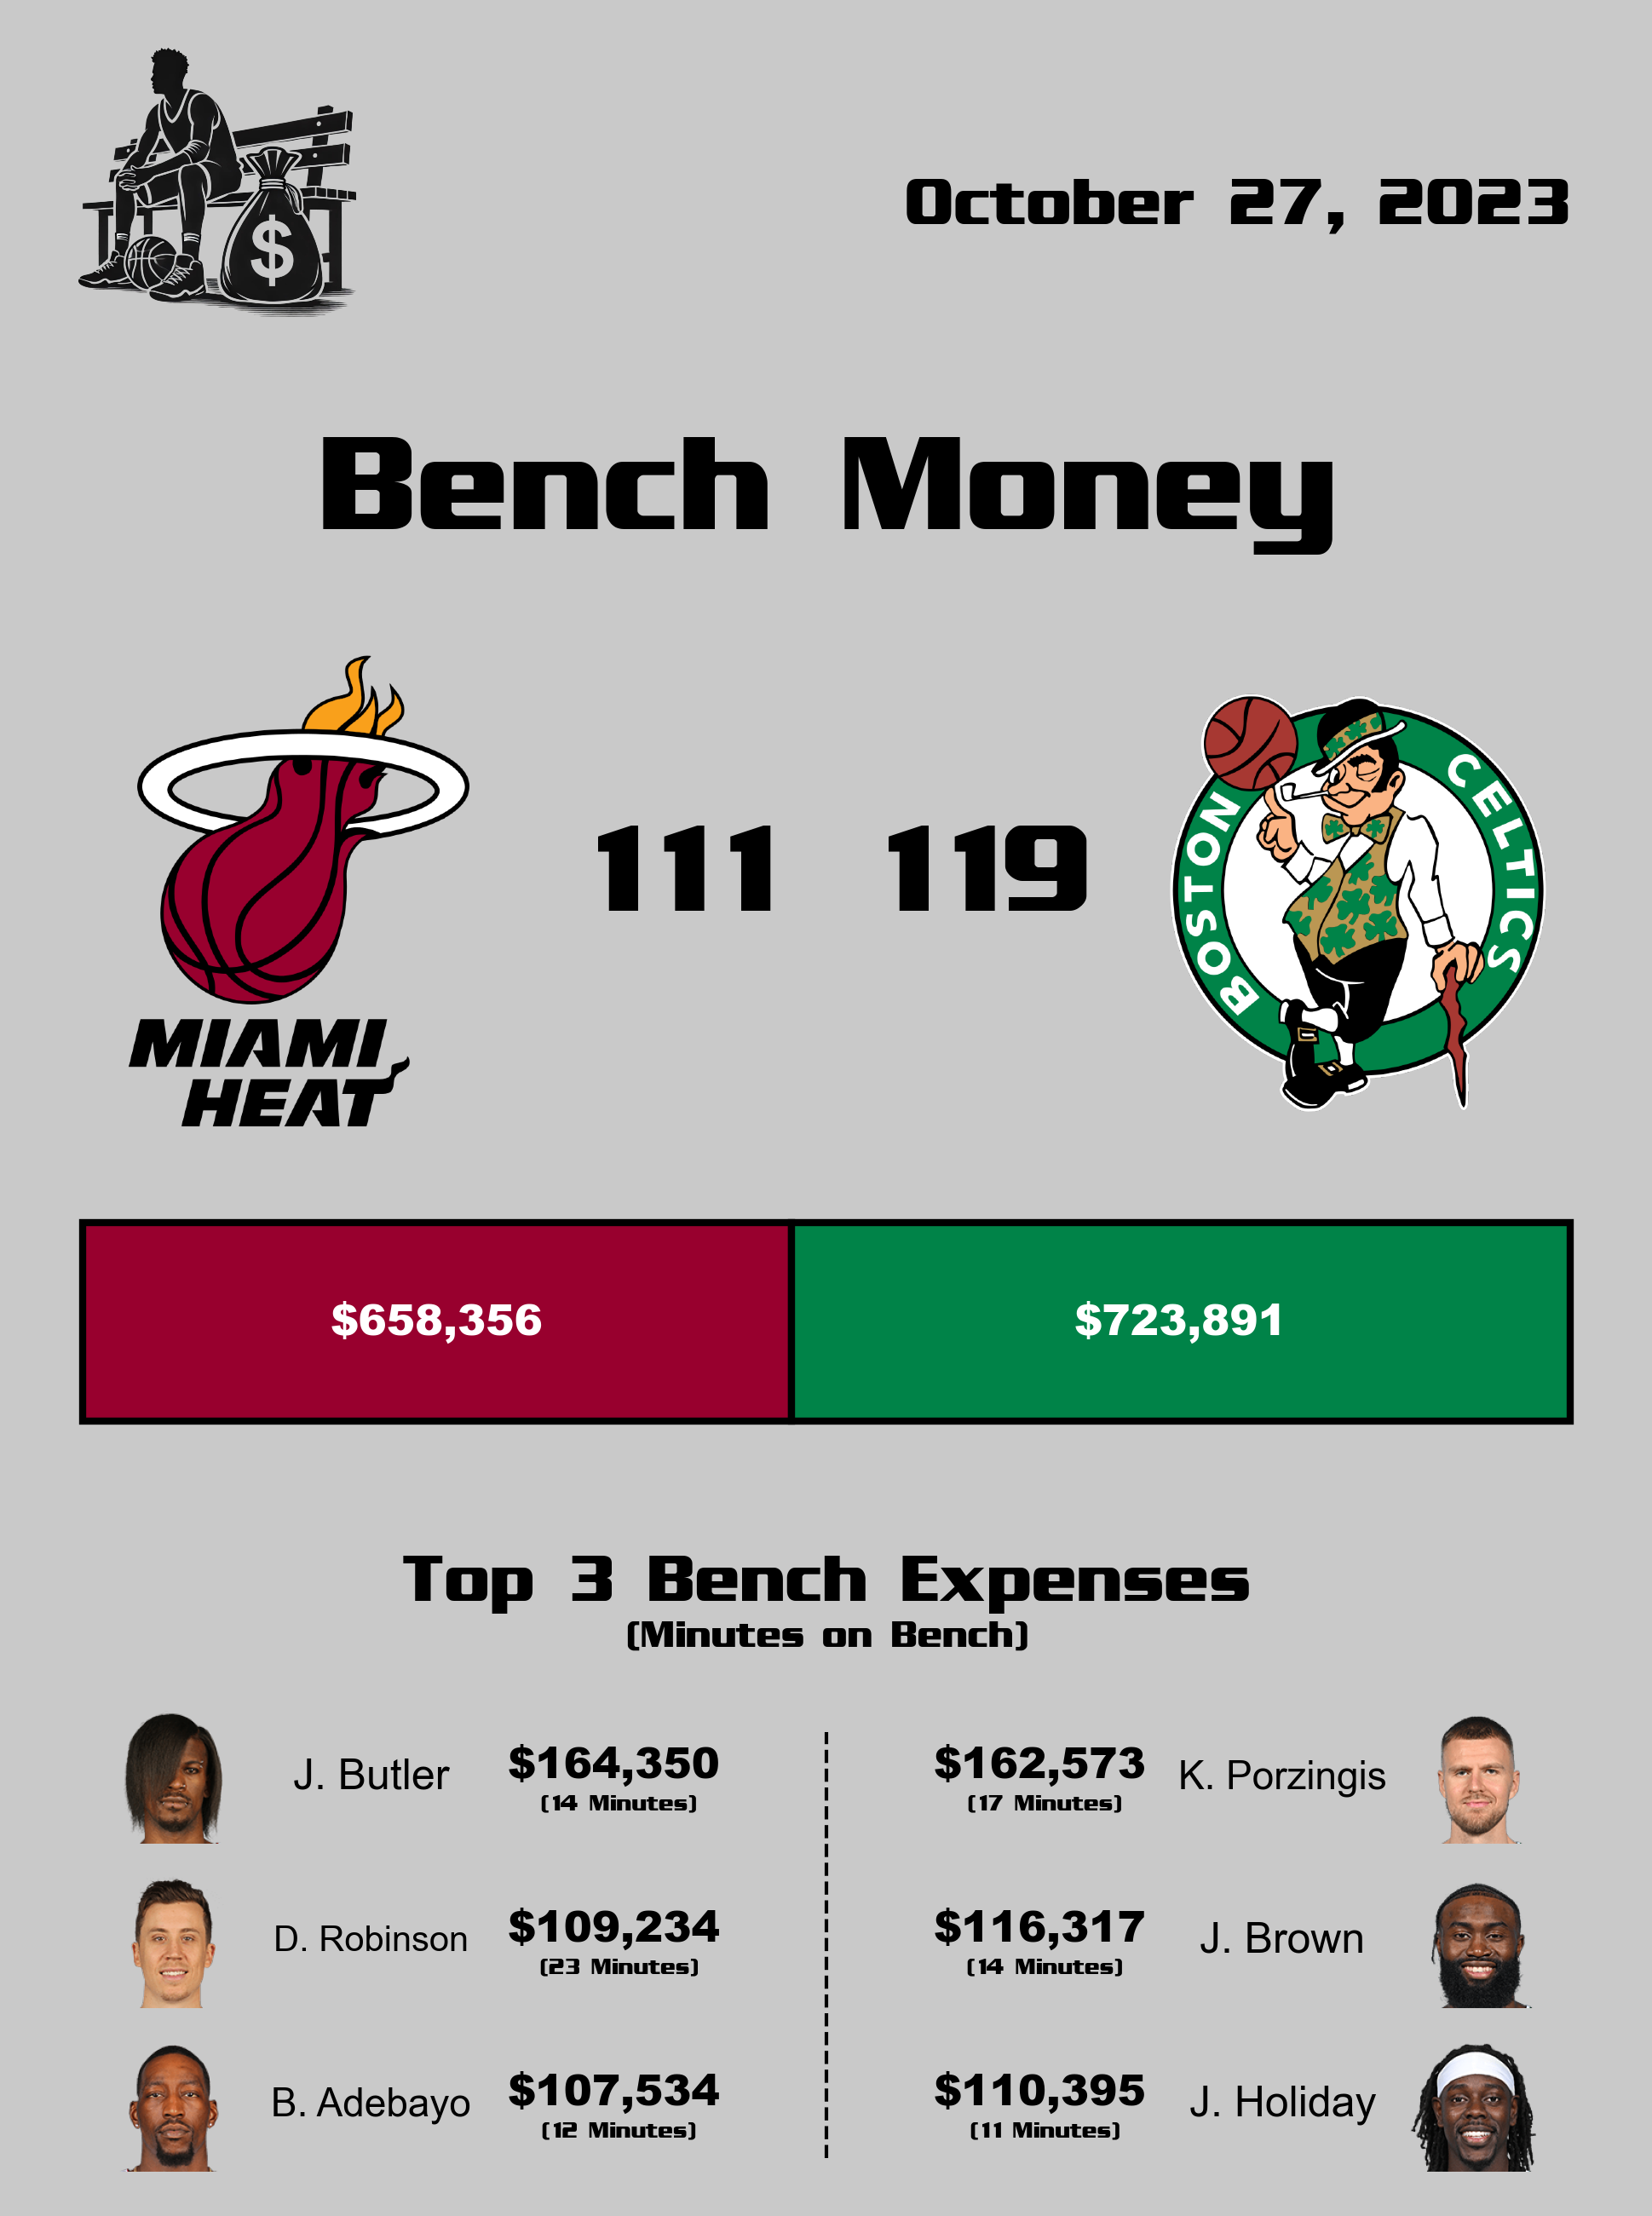 $
October 27, 2023
Bench Money
MIAMI
HEAT
111 119
BOSTON CELTICS
$658,356 $723,891
Top 3 Bench Expenses
(Minutes on Bench)
J. Butler $164,350
(14 Minutes)
$162,573 K. Porzingis
(17 Minutes)
D. Robinson $109,234
(23 Minutes)
$116,317 J. Brown
(14 Minutes)
B. Adebayo $107,534
(12 Minutes)
$110,395 J. Holiday
(11 Minutes)